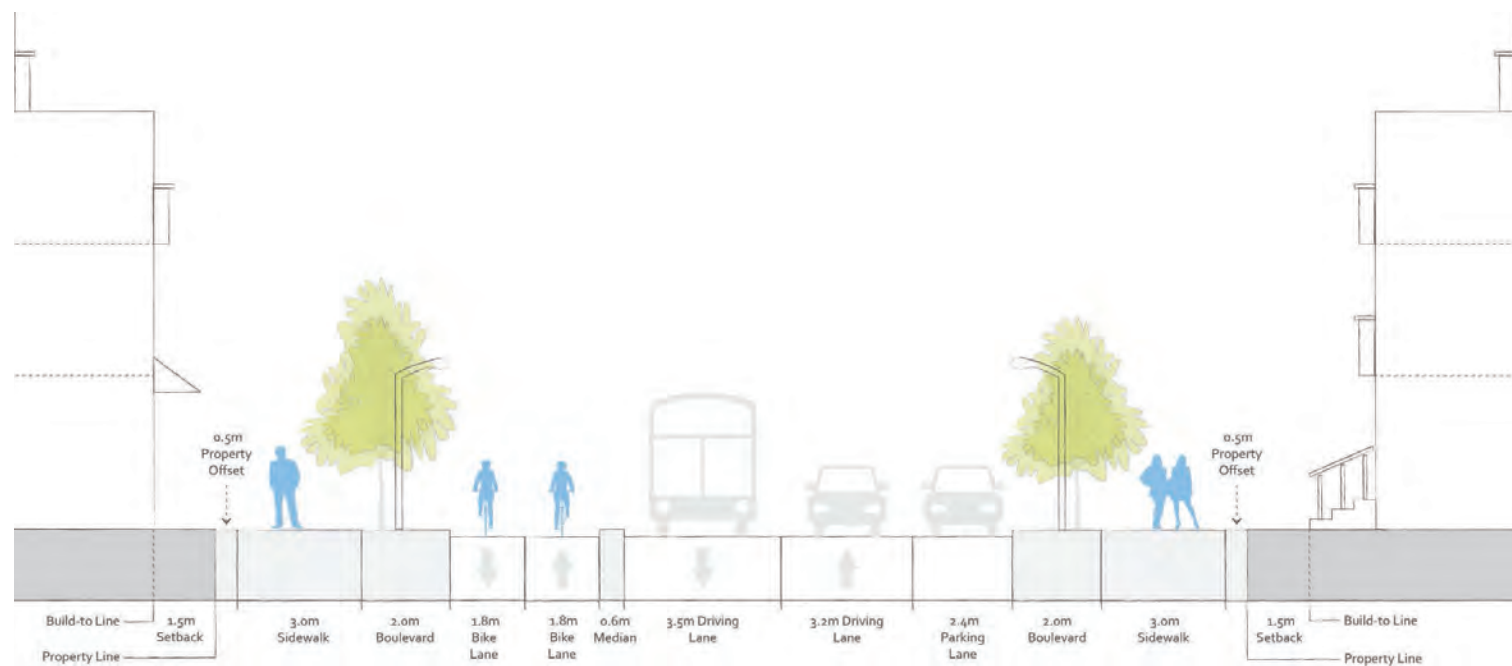 0.5m
Property
Offset
0.5m
Property
Offset
Build-to Line
Property Line
1.5m
Setback
3.0m
Sidewalk
2.0m
Boulevard
1.8m
Bike
Lane
1.8m
Bike
Lane
0.6m
Median
3.5m Driving
Lane
3.2m Driving
Lane
2.4m
Parking
Lane
2.0m
Boulevard
3.0m
Sidewalk
1.5m
Setback
Build-to Line
Property Line